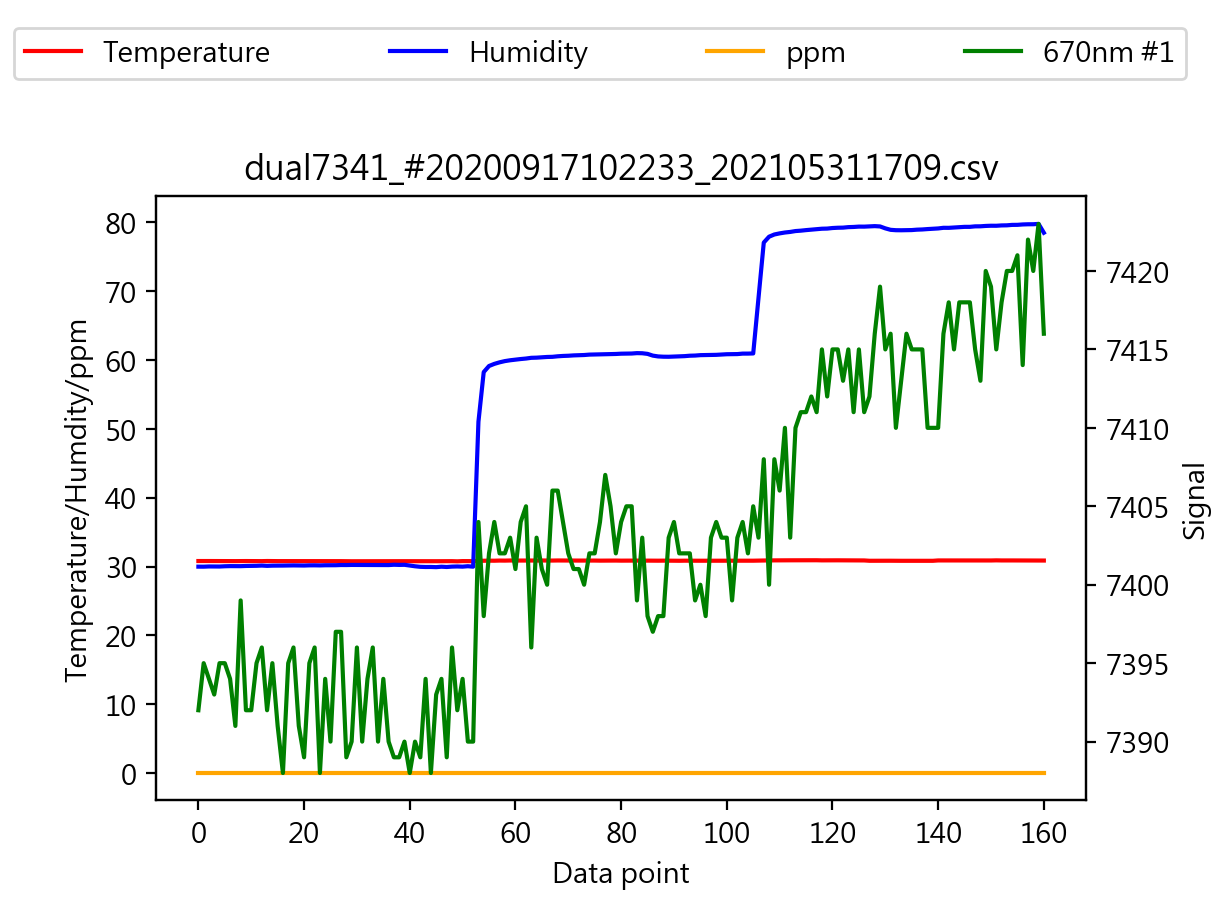 Temperature Humidity ppm 670nm #1
dual7341_#20200917102233_202105311709.csv
80
70
60
50
40
30
20
10
0
Temperature/Humdity/ppm
7420
7415
7410
7405
7400
7395
7390
Signal
0 20 40 60 80 100 120 140 160
Data point